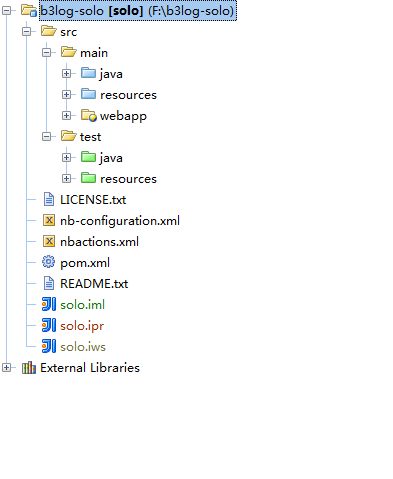 b3log-solo [solo] (F:\b3log-solo)
src
main
java
resources
webapp
test
java
resources
LICENSE.txt
nb-configuration.xml
nbactions.xml
pom.xml
README.txt
solo.iml
solo.ipr
solo.iws
External Libraries